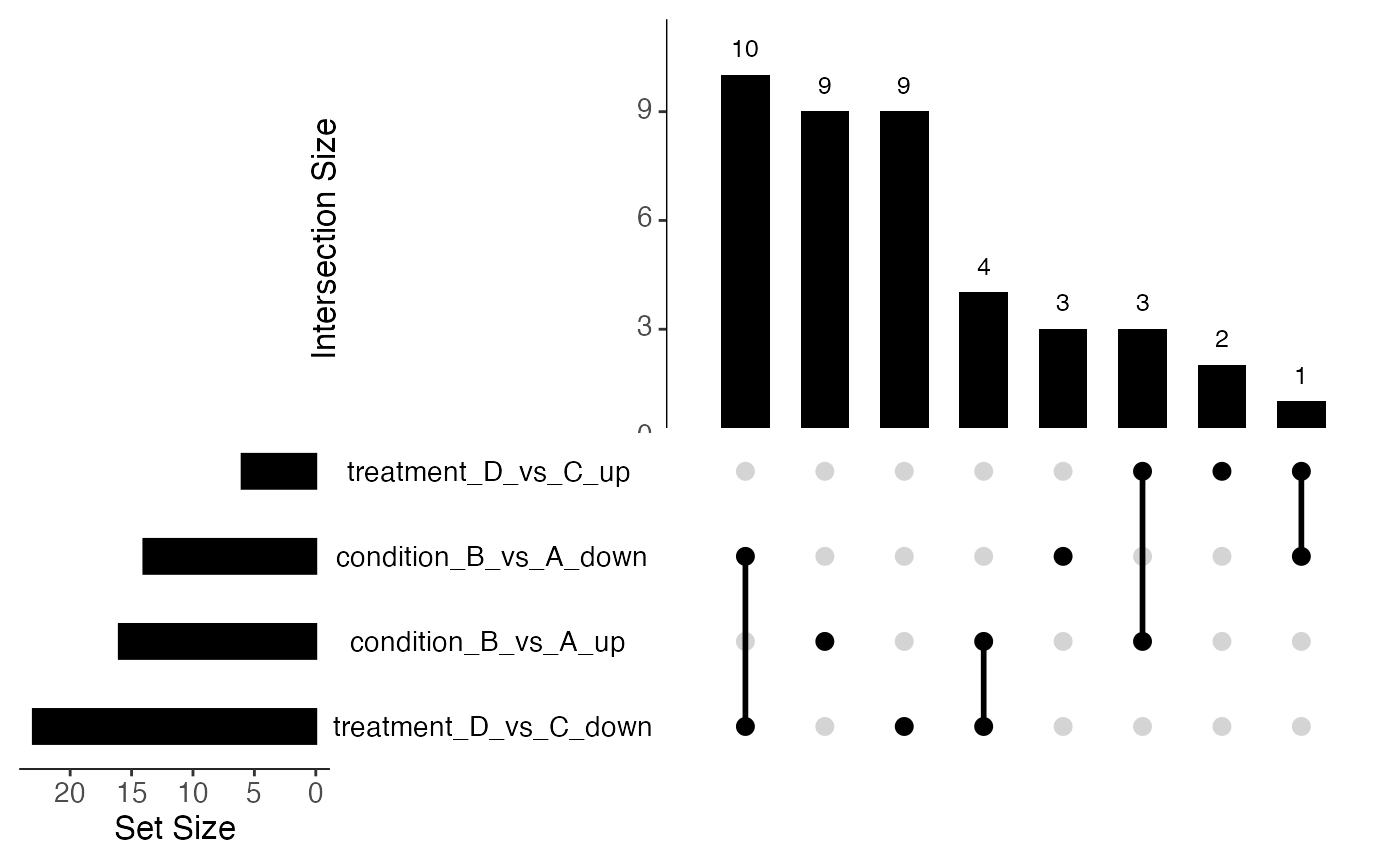 10
9
9
4
3
3
2
1
Intersection Size
9
6
3
0
treatment_D_vs_C_up
condition_B_vs_A_down
condition_B_vs_A_up
treatment_D_vs_C_down
20 15 10 5 0
Set Size